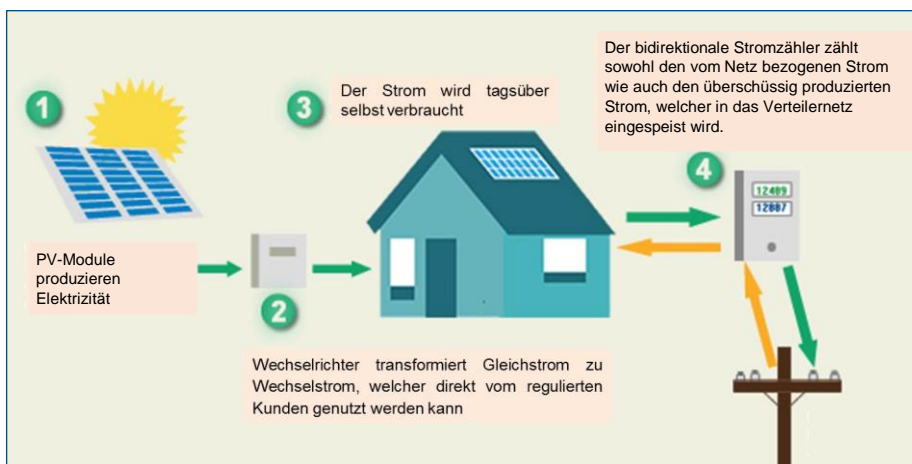 1
PV-Module
produzieren
Elektrizität
2
Wechselrichter transformiert Gleichstrom zu
Wechselstrom, welcher direkt vom regulierten
Kunden genutzt werden kann
3
Der Strom wird tagsüber
selbst verbraucht
Der bidirektionale Stromzähler zählt
sowohl den vom Netz bezogenen Strom
wie auch den überschüssig produzierten
Strom, welcher in das Verteilernetz
eingespeist wird.
4
12489
12887